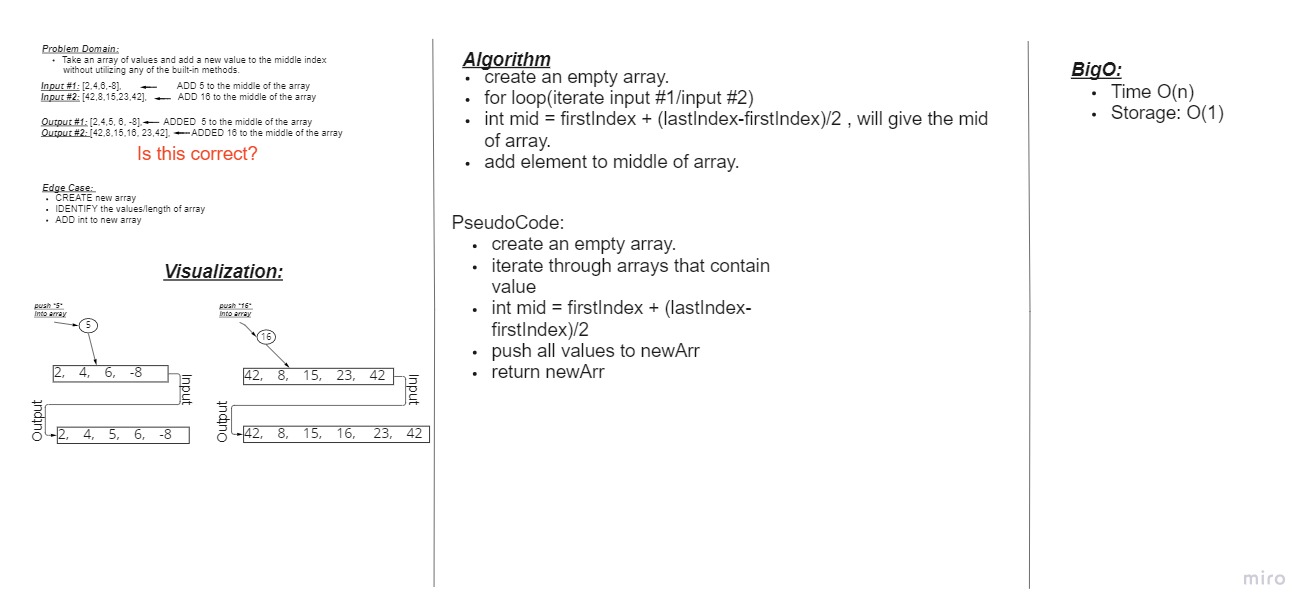 Problem Domain:
• Take an array of values and add a new value to the middle index
without utilizing any of the built-in methods.
Input #1: [2,4,6,-8], ADD 5 to the middle of the array
Input #2: [42,8,15,23,42], ADD 16 to the middle of the array
Output #1: [2,4,5, 6, -8], ADDED 5 to the middle of the array
Output #2: [42,8,15,16, 23,42], ADDED 16 to the middle of the array
Is this correct?
Edge Case:
• CREATE new array
• IDENTIFY the values/length of array
• ADD int to new array
Visualization:
push "5"
Into array
5
2, 4, 6, -8
Input
Output
2, 4, 5, 6, -8
push "16"
Into array
16
42, 8, 15, 23, 42
Input
Output
42, 8, 15, 16, 23, 42
Algorithm
• create an empty array.
• for loop(iterate input #1/input #2)
• int mid = firstIndex + (lastIndex-firstIndex)/2 , will give the mid
of array.
• add element to middle of array.
PseudoCode:
• create an empty array.
• iterate through arrays that contain
value
• int mid = firstIndex + (lastIndex-
firstIndex)/2
• push all values to newArr
• return newArr
BigO:
• Time O(n)
• Storage: O(1)
miro